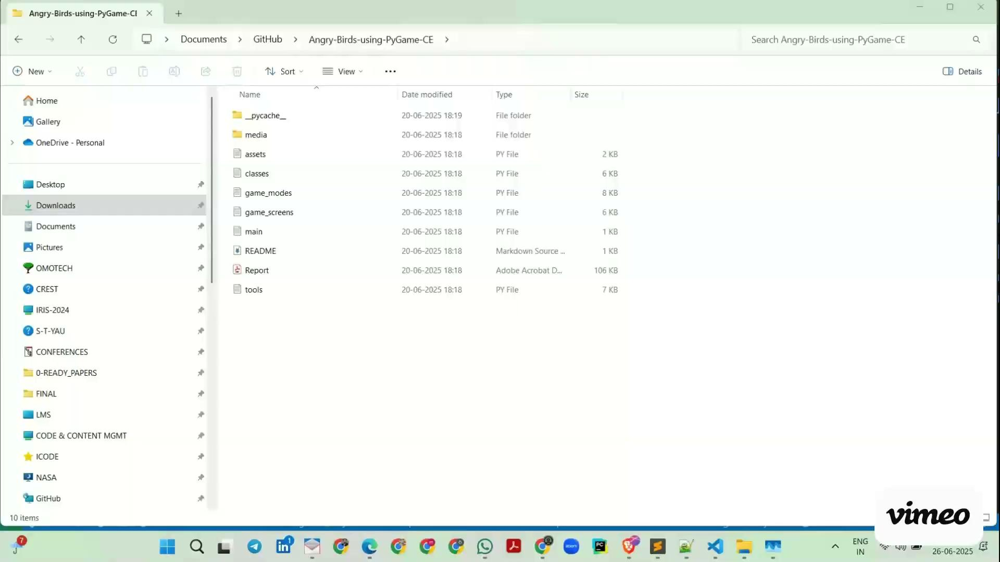 Angry-Birds-using-PyGame-CE
Documents GitHub Angry-Birds-using-PyGame-CE Search Angry-Birds-using-PyGame-CE
New Sort View Details
Name Date modified Type Size
__pycache__ 20-06-2025 18:19 File folder
media 20-06-2025 18:18 File folder
assets 20-06-2025 18:18 PY File 2 KB
classes 20-06-2025 18:18 PY File 6 KB
game_modes 20-06-2025 18:18 PY File 8 KB
game_screens 20-06-2025 18:18 PY File 6 KB
main 20-06-2025 18:18 PY File 1 KB
README 20-06-2025 18:18 Markdown Source ... 1 KB
Report 20-06-2025 18:18 Adobe Acrobat D... 106 KB
tools 20-06-2025 18:18 PY File 7 KB
Home
Gallery
OneDrive - Personal
Desktop
Downloads
Documents
Pictures
OMOTECH
CREST
IRIS-2024
S-T-YAU
CONFERENCES
0-READY_PAPERS
FINAL
LMS
CODE & CONTENT MGMT
ICODE
NASA
GitHub
10 items
vimeo
7
1
zoom
PC
ENG
IN
26-06-2025